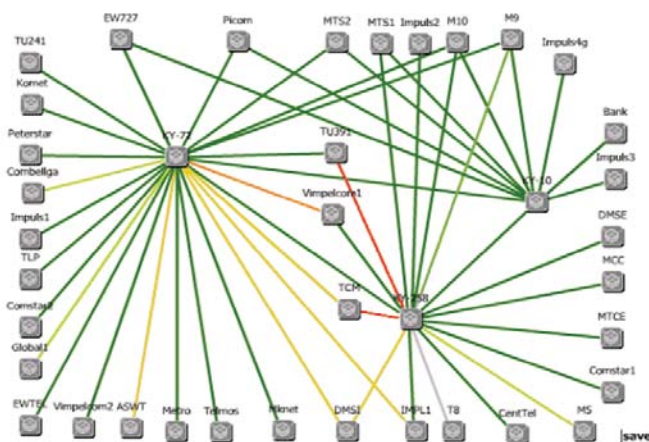 EW727
Picorn
MTS2
MTS1
Impuls2
M10
M9
TU241
Impuls4g
Komet
Bank
Peterstar
KY-77
TU391
Combellga
Impuls3
KY-10
Vimpelcom1
Impuls1
DMSE
TLP
MCC
TCM
KY-258
Comstar2
MTCE
Global1
Comstar1
EWTEL
Vimpelcom2
ASWT
Metro
Telmos
Miknet
DMSI
IMPL1
T8
CentTel
MS
|save